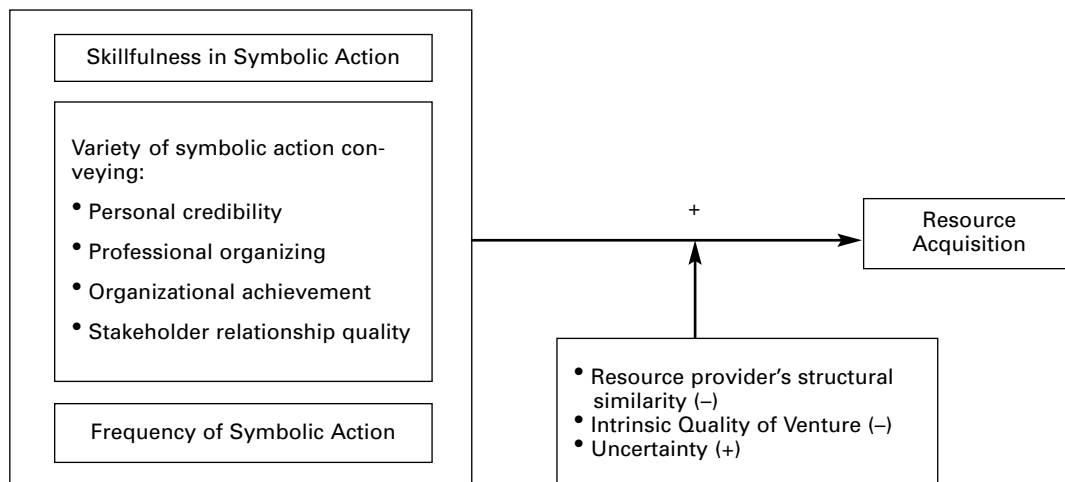 Skillfulness in Symbolic Action
Variety of symbolic action con-
veying:
• Personal credibility
• Professional organizing
• Organizational achievement
• Stakeholder relationship quality
Frequency of Symbolic Action
+
Resource
Acquisition
• Resource provider’s structural
similarity (–)
• Intrinsic Quality of Venture (–)
• Uncertainty (+)